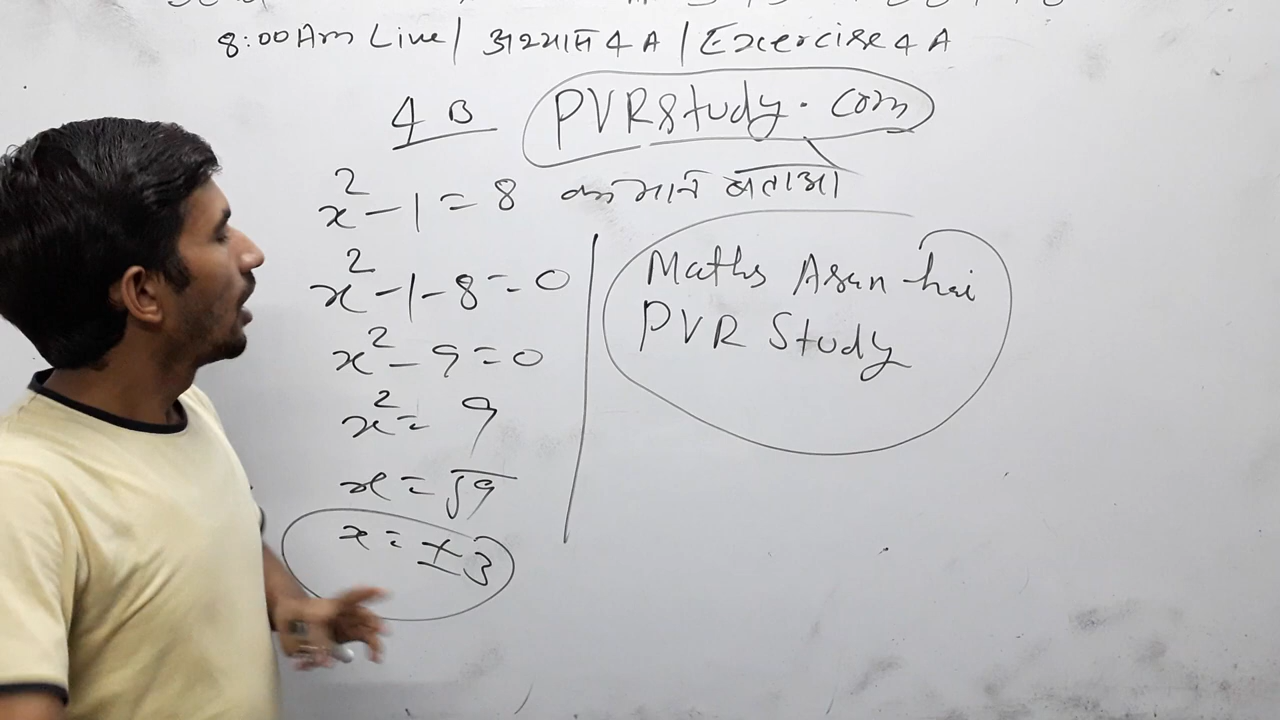 8:00Am Live / अध्याय 4 A / Exercise 4 A
4 B PVRstudy.com
x² - 1 = 8 का मान बताओ
x² - 1 - 8 = 0
x² - 9 = 0
x² = 9
x = √9
x = ±3
Maths Asan hai
PVR Study